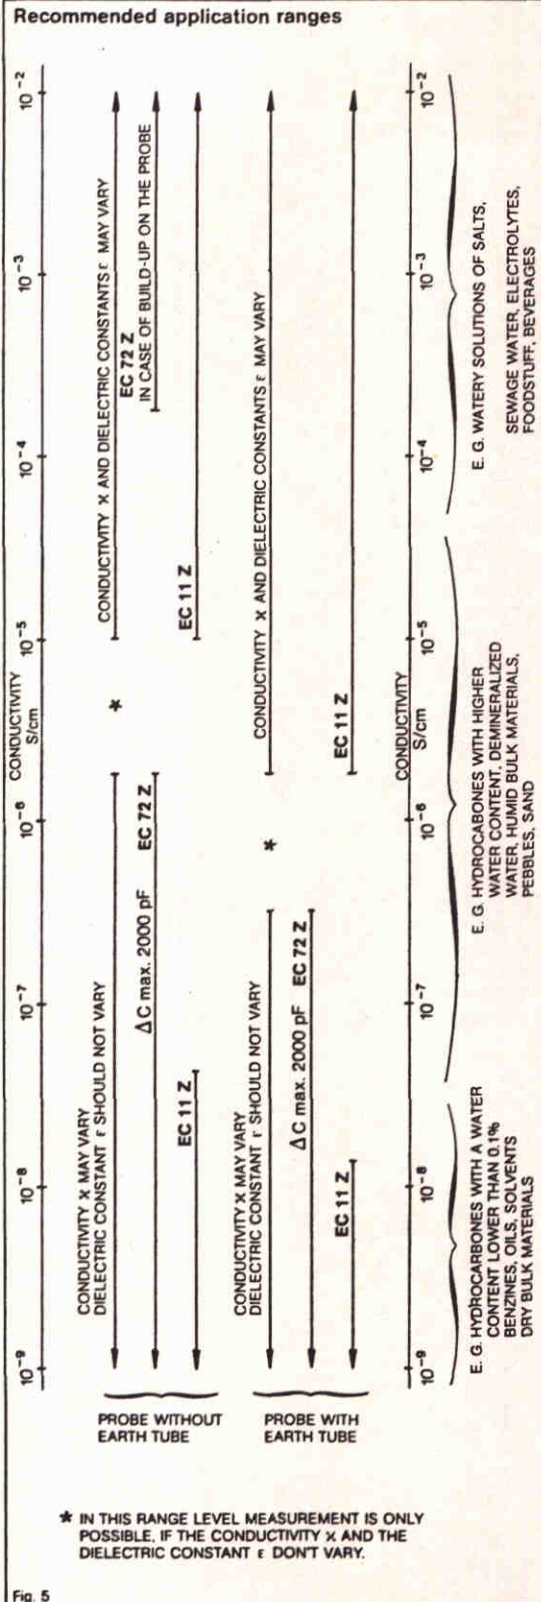 Recommended application ranges
10⁻²
10⁻³
10⁻⁴
10⁻⁵
CONDUCTIVITY
S/cm
10⁻⁶
10⁻⁷
10⁻⁸
10⁻⁹
CONDUCTIVITY ϰ AND DIELECTRIC CONSTANTS ε MAY VARY
EC 72 Z
IN CASE OF BUILD-UP ON THE PROBE
EC 11 Z
*
CONDUCTIVITY ϰ MAY VARY
DIELECTRIC CONSTANT ε SHOULD NOT VARY
ΔC max. 2000 pF EC 72 Z
EC 11 Z
PROBE WITHOUT
EARTH TUBE
CONDUCTIVITY ϰ AND DIELECTRIC CONSTANTS ε MAY VARY
EC 11 Z
*
CONDUCTIVITY ϰ MAY VARY
DIELECTRIC CONSTANT ε SHOULD NOT VARY
ΔC max. 2000 pF EC 72 Z
EC 11 Z
PROBE WITH
EARTH TUBE
10⁻²
10⁻³
10⁻⁴
10⁻⁵
CONDUCTIVITY
S/cm
10⁻⁶
10⁻⁷
10⁻⁸
10⁻⁹
E. G. WATERY SOLUTIONS OF SALTS,
SEWAGE WATER, ELECTROLYTES,
FOODSTUFF, BEVERAGES
E. G. HYDROCABONES WITH HIGHER
WATER CONTENT, DEMINERALIZED
WATER, HUMID BULK MATERIALS,
PEBBLES, SAND
E. G. HYDROCARBONES WITH A WATER
CONTENT LOWER THAN 0.1%
BENZINES, OILS, SOLVENTS
DRY BULK MATERIALS
* IN THIS RANGE LEVEL MEASUREMENT IS ONLY
POSSIBLE, IF THE CONDUCTIVITY ϰ AND THE
DIELECTRIC CONSTANT ε DON'T VARY.
Fig. 5